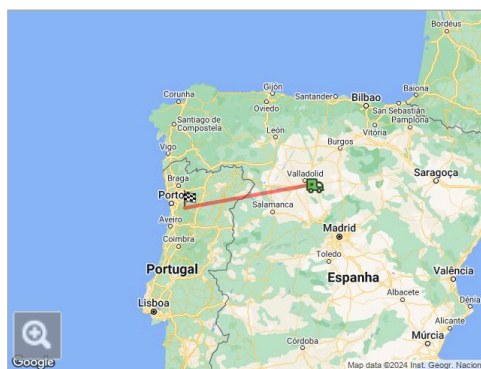 Bordéus
Gijón
Corunha
Santander
Bilbao
Baiona
Oviedo
San Sebastián
Santiago de
Compostela
Pamplona
Vitória
León
Vigo
Burgos
Braga
Valladolid
Saragoça
Porto
Salamanca
Aveiro
Madrid
Coimbra
Toledo
Portugal
Espanha
Valência
Lisboa
Albacete
Dénia
Alicante
Múrcia
Córdoba
Google
Map data ©2024 Inst. Geogr. Nacion